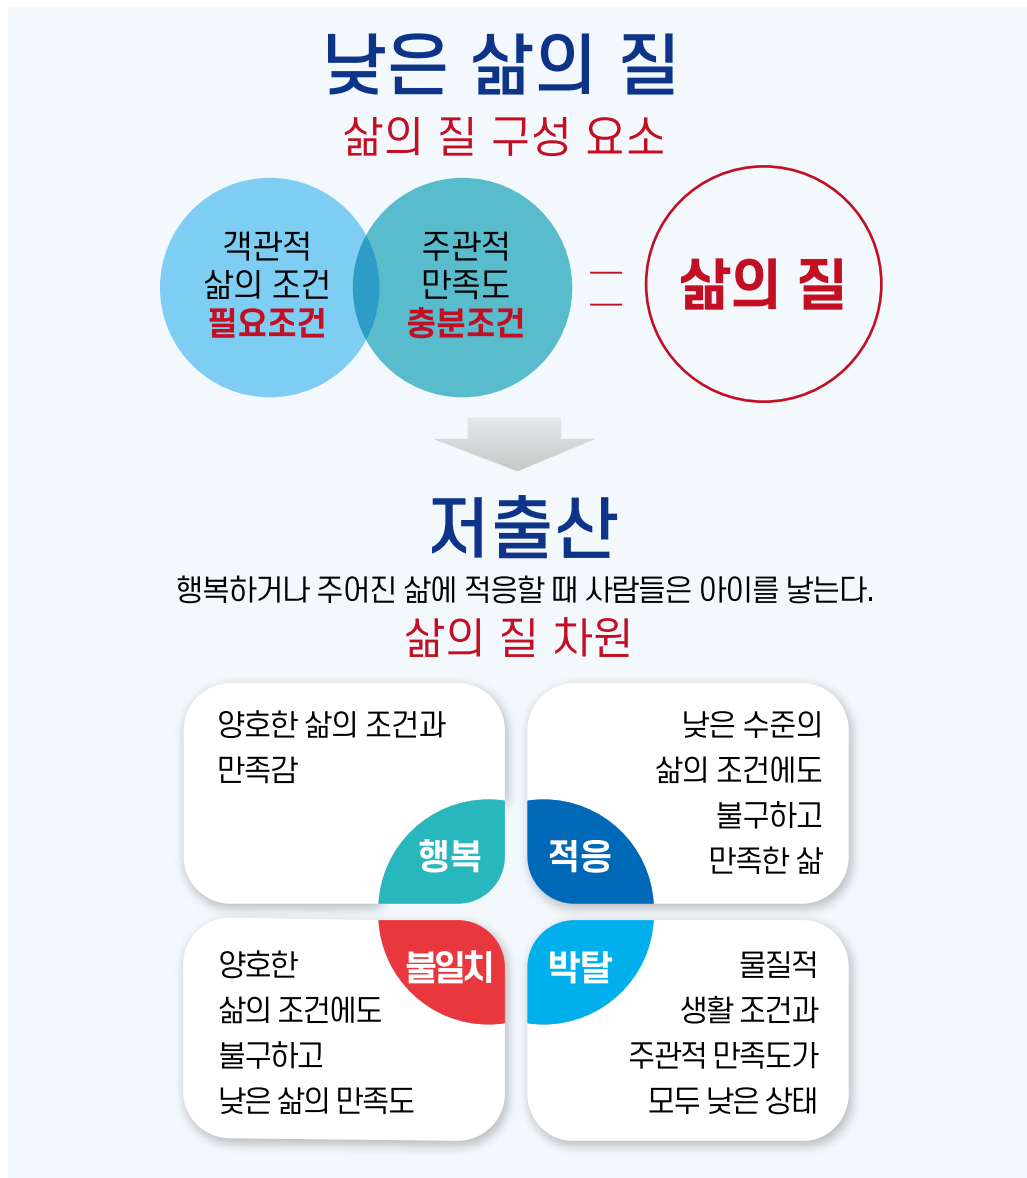 낮은 삶의 질
삶의 질 구성 요소
객관적
삶의 조건
필요조건
주관적
만족도
충분조건
삶의 질
저출산
행복하거나 주어진 삶에 적응할 때 사람들은 아이를 낳는다.
삶의 질 차원
양호한 삶의 조건과
만족감
행복
낮은 수준의
삶의 조건에도
불구하고
만족한 삶
적응
불일치
양호한
삶의 조건에도
불구하고
낮은 삶의 만족도
박탈
물질적
생활 조건과
주관적 만족도가
모두 낮은 상태